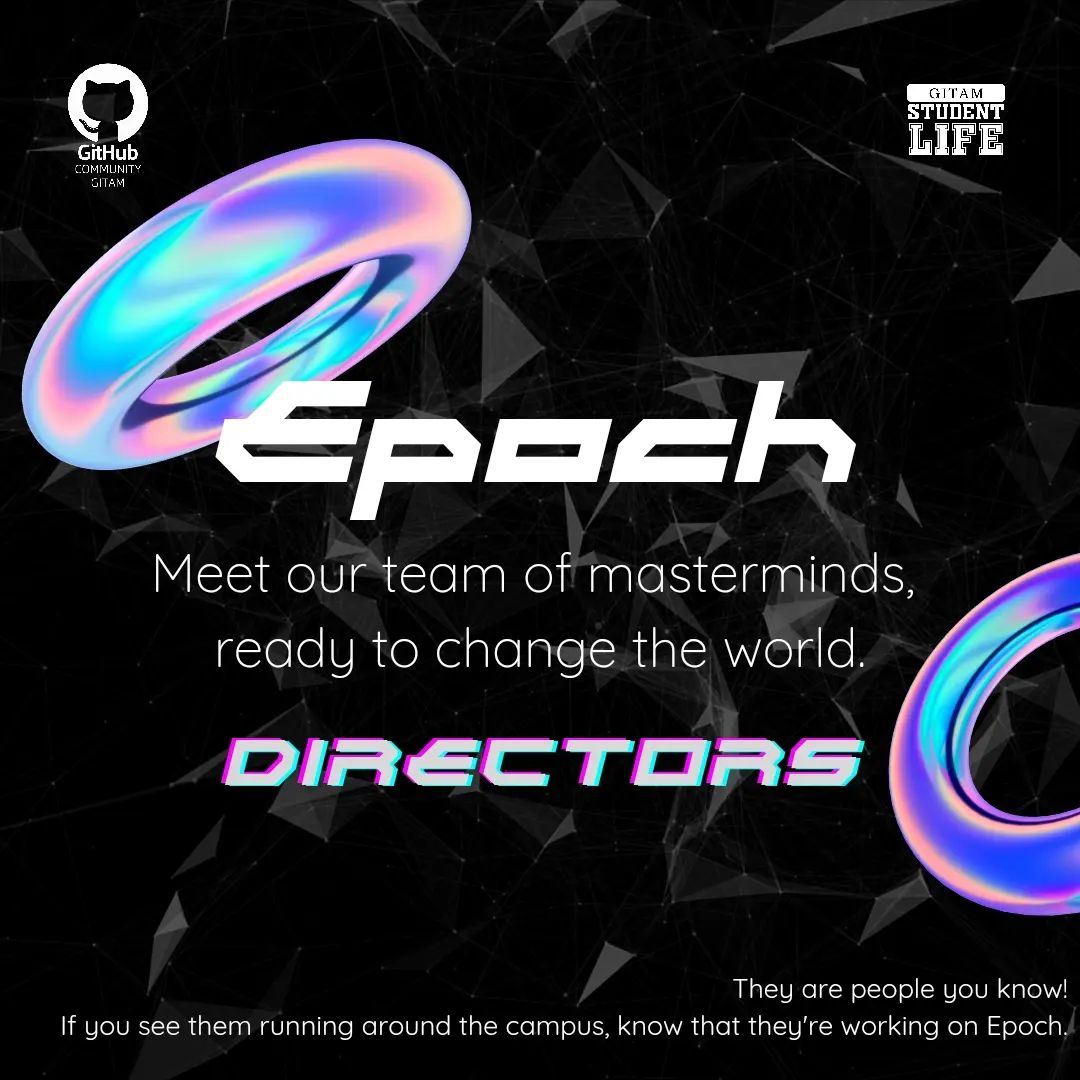 GitHub
COMMUNITY
GITAM
GITAM
STUDENT
LIFE
Epoch
Meet our team of masterminds,
ready to change the world.
DIRECTORS
They are people you know!
If you see them running around the campus, know that they're working on Epoch.